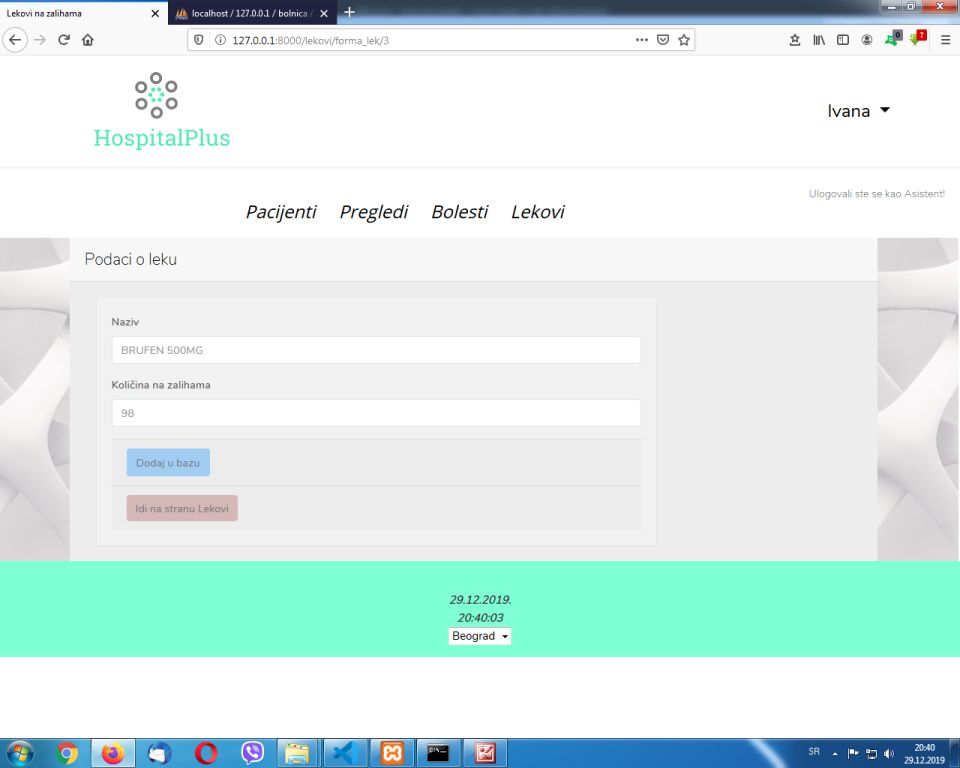 Lekovi na zalihama
localhost / 127.0.0.1 / bolnica /
127.0.0.1:8000/lekovi/forma_lek/3
0
?
HospitalPlus
Ivana
Ulogovali ste se kao Asistent!
Pacijenti Pregledi Bolesti Lekovi
Podaci o leku
Naziv
BRUFEN 500MG
Količina na zalihama
98
Dodaj u bazu
Idi na stranu Lekovi
29.12.2019.
20:40:03
Beograd
SR
20:40
29.12.2019